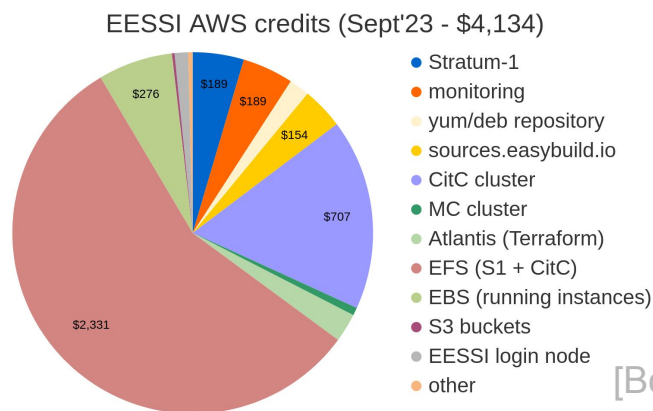 EESSI AWS credits (Sept'23 - $4,134)
Stratum-1
monitoring
yum/deb repository
sources.easybuild.io
CitC cluster
MC cluster
Atlantis (Terraform)
EFS (S1 + CitC)
EBS (running instances)
S3 buckets
EESSI login node
other
$189
$189
$154
$707
$2,331
$276